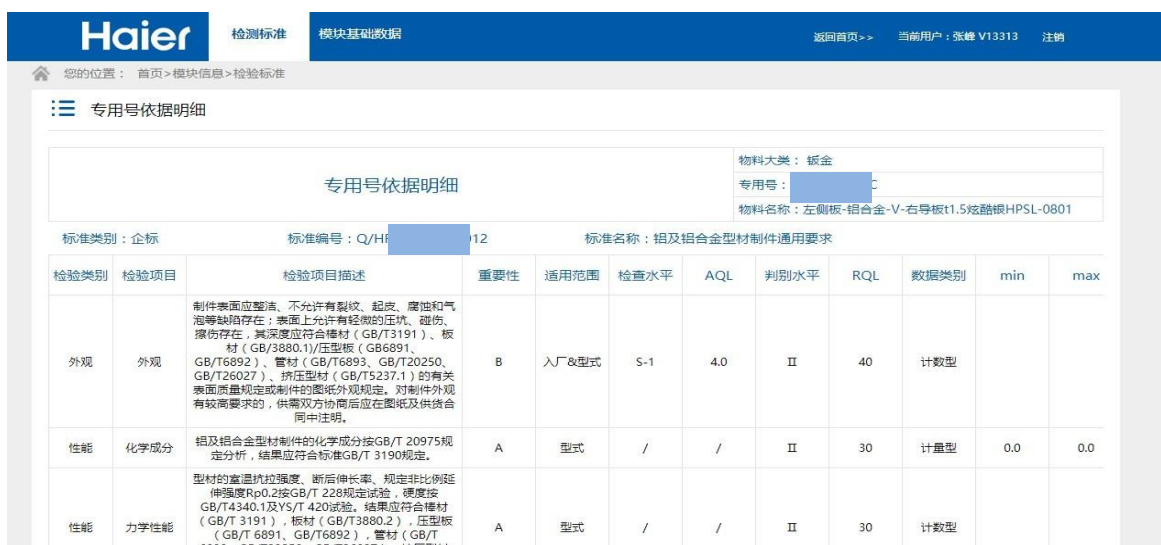 Haier 检测标准 模块基础数据 返回首页>> 当前用户：张峰 V13313 注销
您的位置： 首页>模块信息>检验标准
专用号依据明细
专用号依据明细
物料大类： 钣金
专用号：
物料名称：左侧板-铝合金-V-右导板t1.5炫酷银HPSL-0801
标准类别：企标 标准编号：Q/H 12 标准名称：铝及铝合金型材制件通用要求
检验类别 检验项目 检验项目描述 重要性 适用范围 检查水平 AQL 判别水平 RQL 数据类别 min max
制件表面应整洁、不允许有裂纹、起皮、腐蚀和气
泡等缺陷存在；表面上允许有轻微的压坑、碰伤、
擦伤存在，其深度应符合棒材（GB/T3191）、板
材（GB/3880.1)/压型板（GB6891、
GB/T6892）、管材（GB/T6893、GB/T20250、
GB/T26027）、挤压型材（GB/T5237.1）的有关
表面质量规定或制件的图纸外观规定。对制件外观
有较高要求的，供需双方协商后应在图纸及供货合
同中注明。
外观 外观 B 入厂&型式 S-1 4.0 II 40 计数型
铝及铝合金型材制件的化学成分按GB/T 20975规
定分析，结果应符合标准GB/T 3190规定。
性能 化学成分 A 型式 / / II 30 计量型 0.0 0.0
型材的室温抗拉强度、断后伸长率、规定非比例延
伸强度Rp0.2按GB/T 228规定试验，硬度按
GB/T4340.1及YS/T 420试验。结果应符合棒材
（GB/T 3191），板材（GB/T3880.2），压型板
（GB/T 6891、GB/T6892），管材（GB/T
性能 力学性能 A 型式 / / II 30 计数型